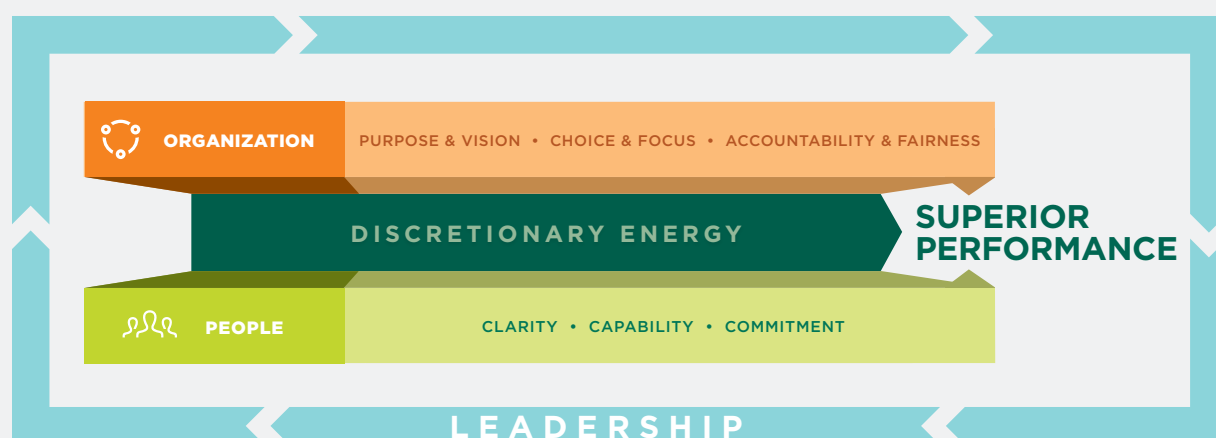 ORGANIZATION PURPOSE & VISION • CHOICE & FOCUS • ACCOUNTABILITY & FAIRNESS
DISCRETIONARY ENERGY
SUPERIOR
PERFORMANCE
PEOPLE CLARITY • CAPABILITY • COMMITMENT
LEADERSHIP